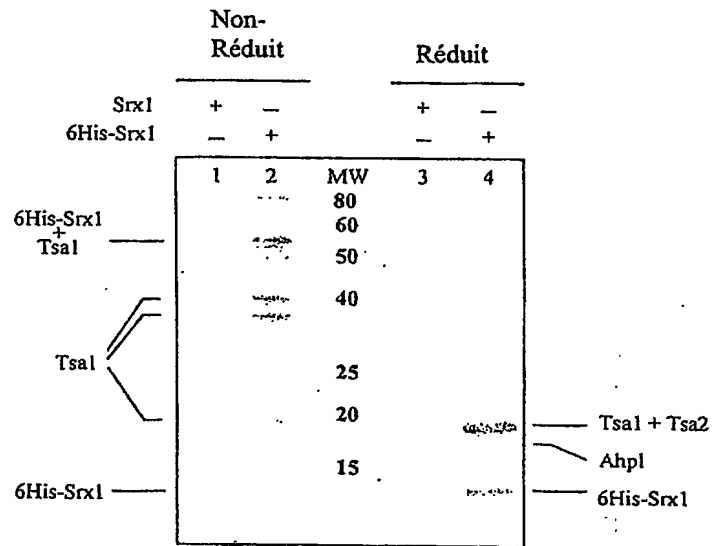 Non-
Réduit
Réduit
Srx1 + – + –
6His-Srx1 – + – +
1 2 MW 3 4
80
6His-Srx1
+
Tsa1
60
50
40
Tsa1
25
20
Tsa1 + Tsa2
Ahp1
15
6His-Srx1
6His-Srx1